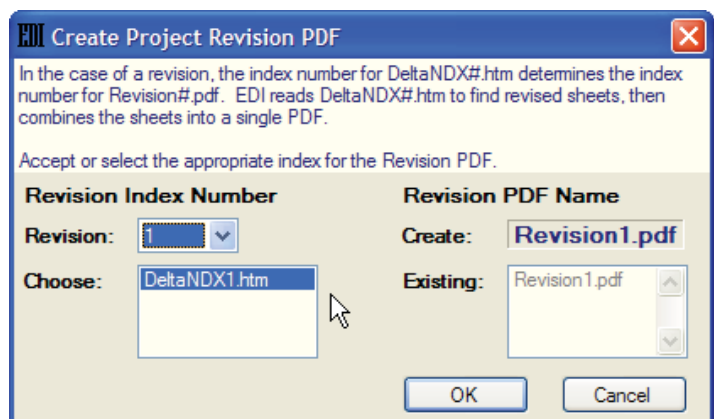 EDI Create Project Revision PDF
In the case of a revision, the index number for DeltaNDX#.htm determines the index
number for Revision#.pdf. EDI reads DeltaNDX#.htm to find revised sheets, then
combines the sheets into a single PDF.
Accept or select the appropriate index for the Revision PDF.
Revision Index Number
Revision: 1
Choose: DeltaNDX1.htm
Revision PDF Name
Create: Revision1.pdf
Existing: Revision1.pdf
OK Cancel